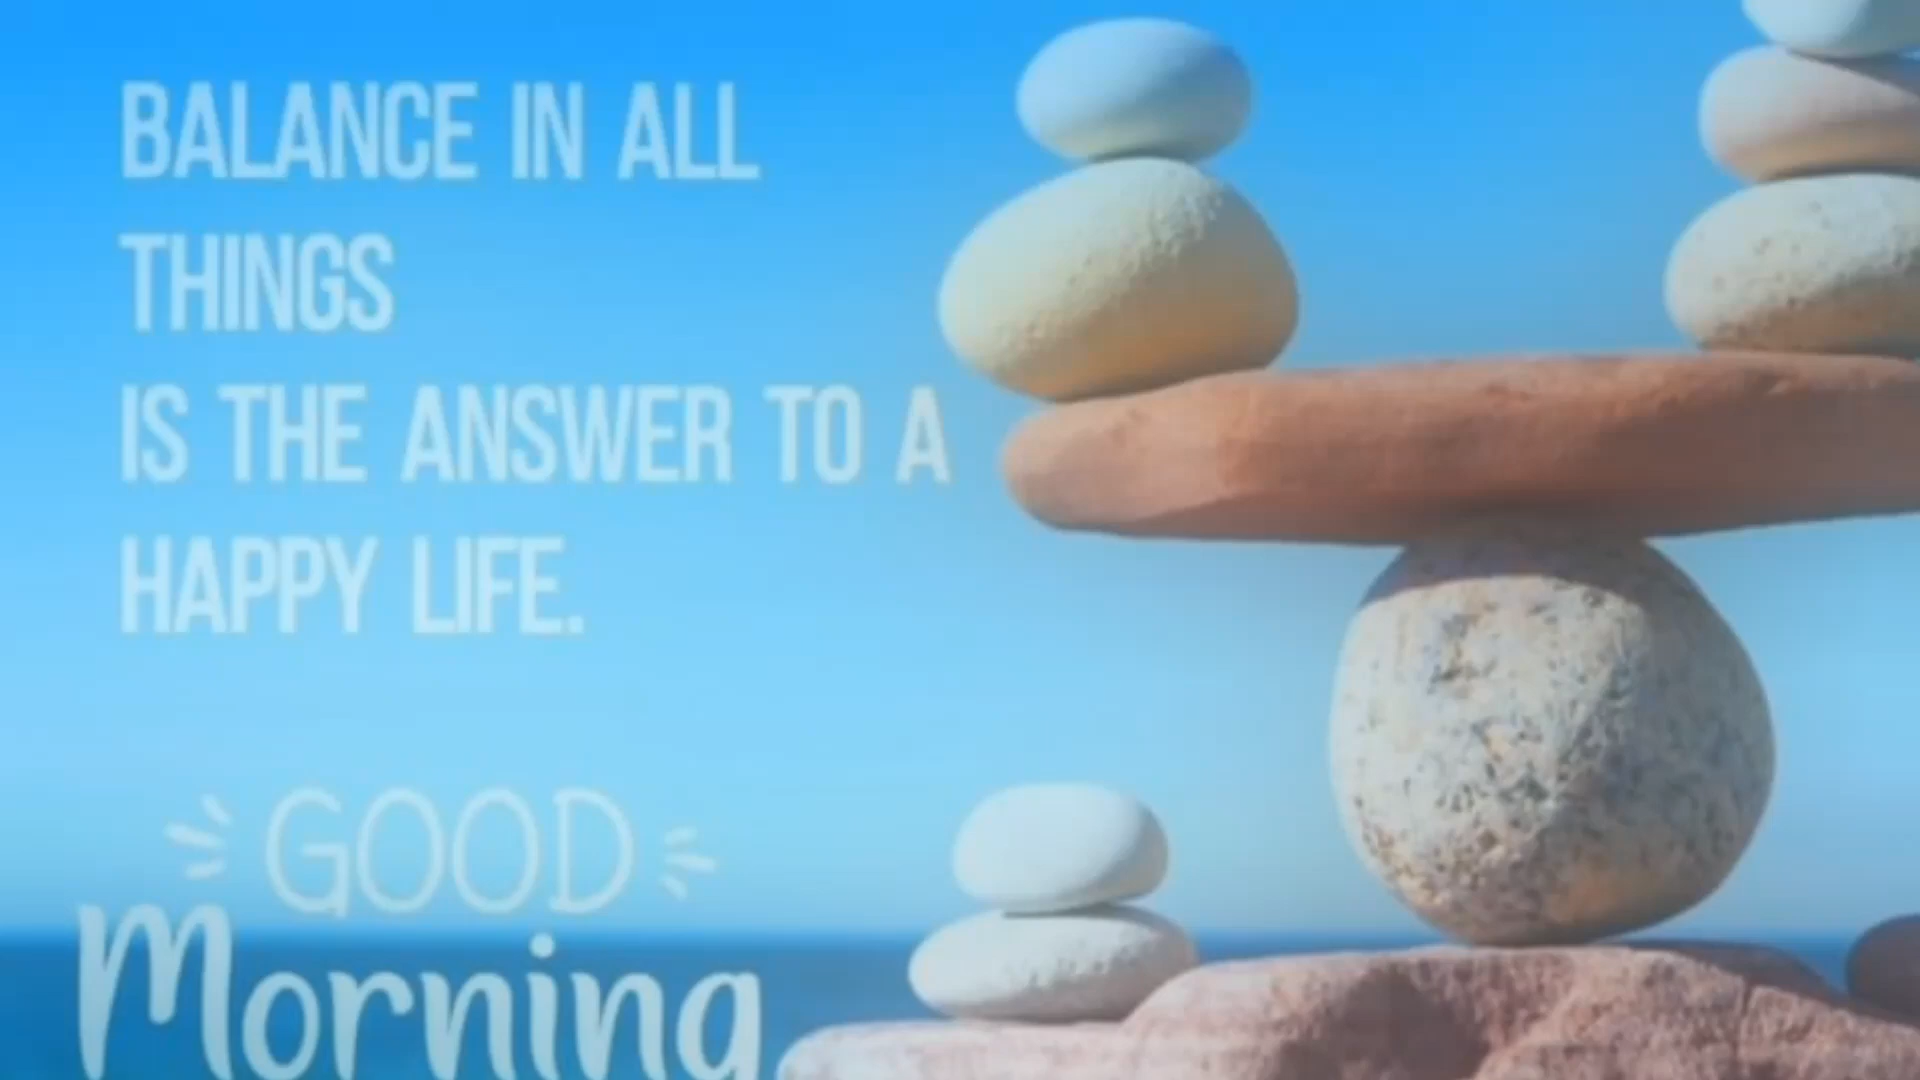 BALANCE IN ALL
THINGS
IS THE ANSWER TO A
HAPPY LIFE.
GOOD
Morning